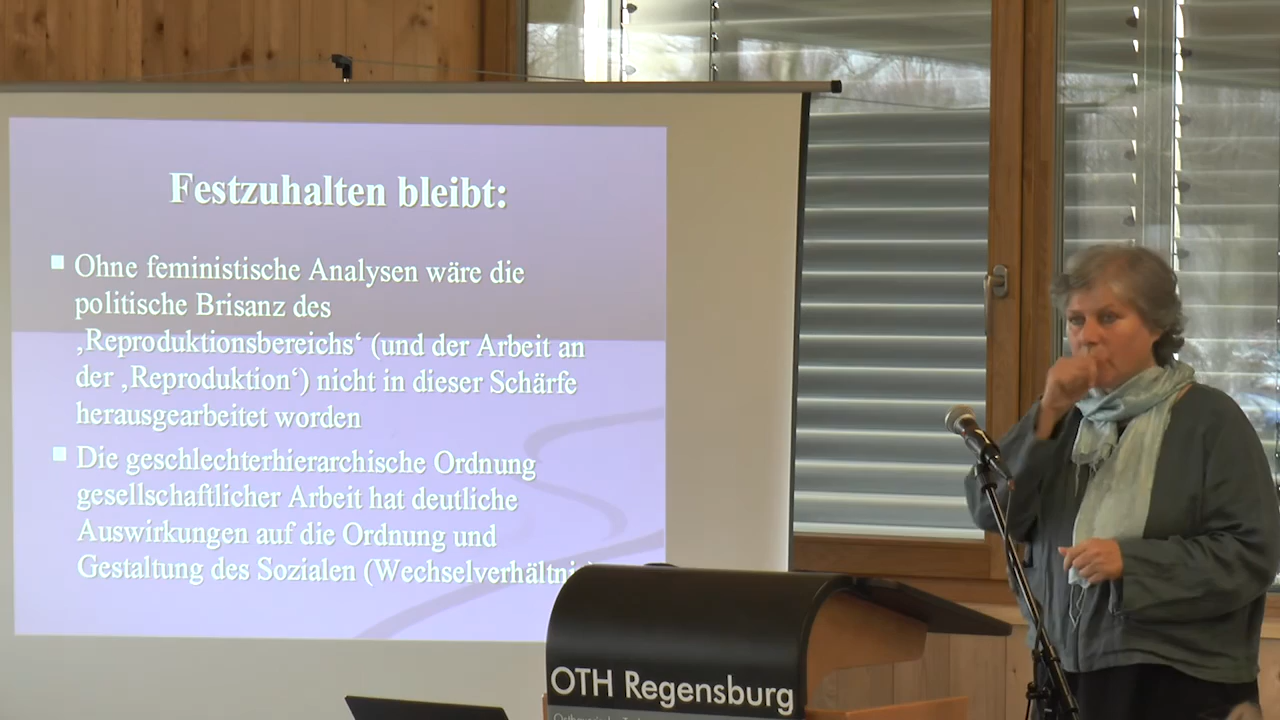 Festzuhalten bleibt:
Ohne feministische Analysen wäre die
politische Brisanz des
‚Reproduktionsbereichs‘ (und der Arbeit an
der ‚Reproduktion‘) nicht in dieser Schärfe
herausgearbeitet worden
Die geschlechterhierarchische Ordnung
gesellschaftlicher Arbeit hat deutliche
Auswirkungen auf die Ordnung und
Gestaltung des Sozialen
OTH Regensburg